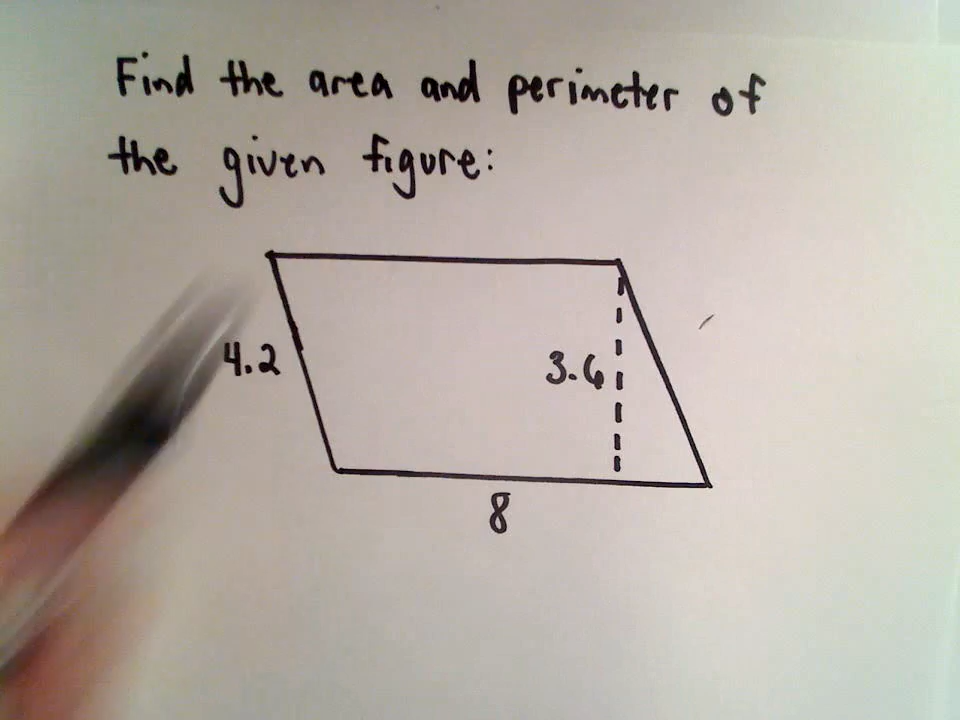 Find the area and perimeter of
the given figure:
4.2
3.6
8